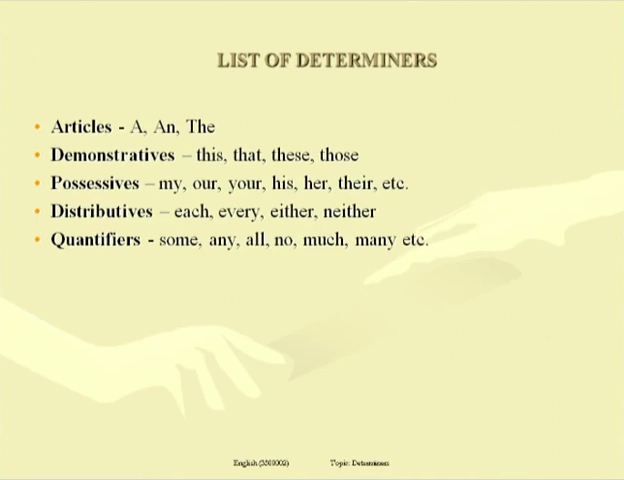 LIST OF DETERMINERS
• Articles - A, An, The
• Demonstratives – this, that, these, those
• Possessives – my, our, your, his, her, their, etc.
• Distributives – each, every, either, neither
• Quantifiers - some, any, all, no, much, many etc.
English Topic: Determiners